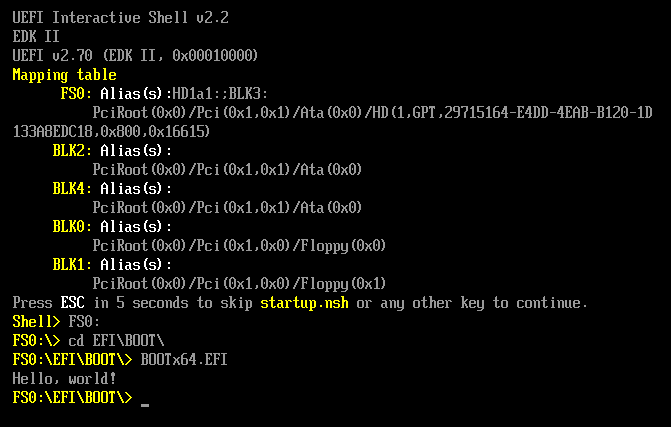 UEFI Interactive Shell v2.2
EDK II
UEFI v2.70 (EDK II, 0x00010000)
Mapping table
FS0: Alias(s):HD1a1:;BLK3:
PciRoot(0x0)/Pci(0x1,0x1)/Ata(0x0)/HD(1,GPT,29715164-E4DD-4EAB-B120-1D
133A8EDC18,0x800,0x16615)
BLK2: Alias(s):
PciRoot(0x0)/Pci(0x1,0x1)/Ata(0x0)
BLK4: Alias(s):
PciRoot(0x0)/Pci(0x1,0x1)/Ata(0x0)
BLK0: Alias(s):
PciRoot(0x0)/Pci(0x1,0x0)/Floppy(0x0)
BLK1: Alias(s):
PciRoot(0x0)/Pci(0x1,0x0)/Floppy(0x1)
Press ESC in 5 seconds to skip startup.nsh or any other key to continue.
Shell> FS0:
FS0:\> cd EFI\BOOT\
FS0:\EFI\BOOT\> BOOTx64.EFI
Hello, world!
FS0:\EFI\BOOT\> _